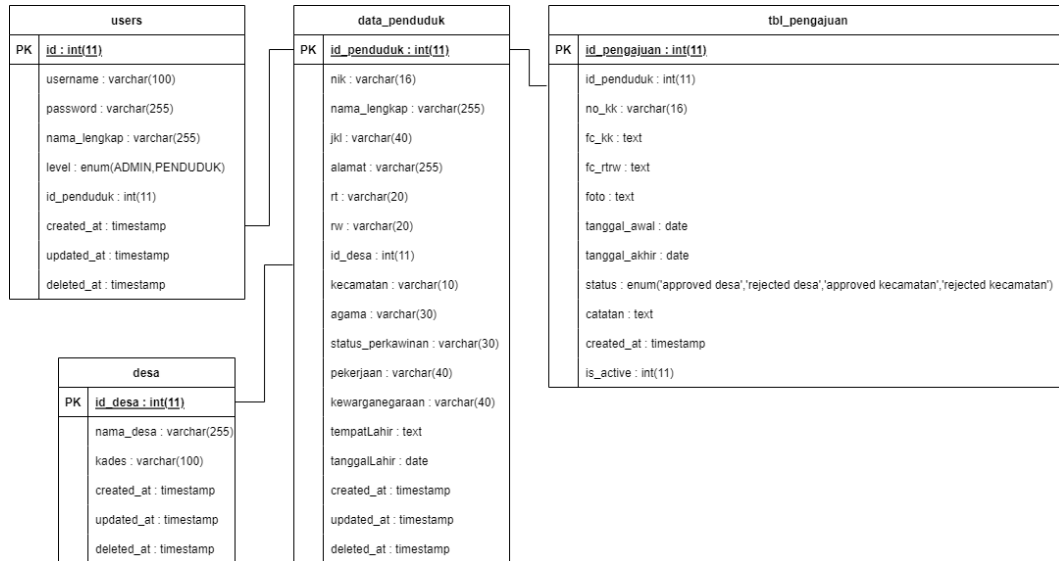 users
PK id : int(11)
username : varchar(100)
password : varchar(255)
nama_lengkap : varchar(255)
level : enum(ADMIN,PENDUDUK)
id_penduduk : int(11)
created_at : timestamp
updated_at : timestamp
deleted_at : timestamp
desa
PK id_desa : int(11)
nama_desa : varchar(255)
kades : varchar(100)
created_at : timestamp
updated_at : timestamp
deleted_at : timestamp
data_penduduk
PK id_penduduk : int(11)
nik : varchar(16)
nama_lengkap : varchar(255)
jkl : varchar(40)
alamat : varchar(255)
rt : varchar(20)
rw : varchar(20)
id_desa : int(11)
kecamatan : varchar(10)
agama : varchar(30)
status_perkawinan : varchar(30)
pekerjaan : varchar(40)
kewarganegaraan : varchar(40)
tempatLahir : text
tanggalLahir : date
created_at : timestamp
updated_at : timestamp
deleted_at : timestamp
tbl_pengajuan
PK id_pengajuan : int(11)
id_penduduk : int(11)
no_kk : varchar(16)
fc_kk : text
fc_rtrw : text
foto : text
tanggal_awal : date
tanggal_akhir : date
status : enum('approved desa','rejected desa','approved kecamatan','rejected kecamatan')
catatan : text
created_at : timestamp
is_active : int(11)